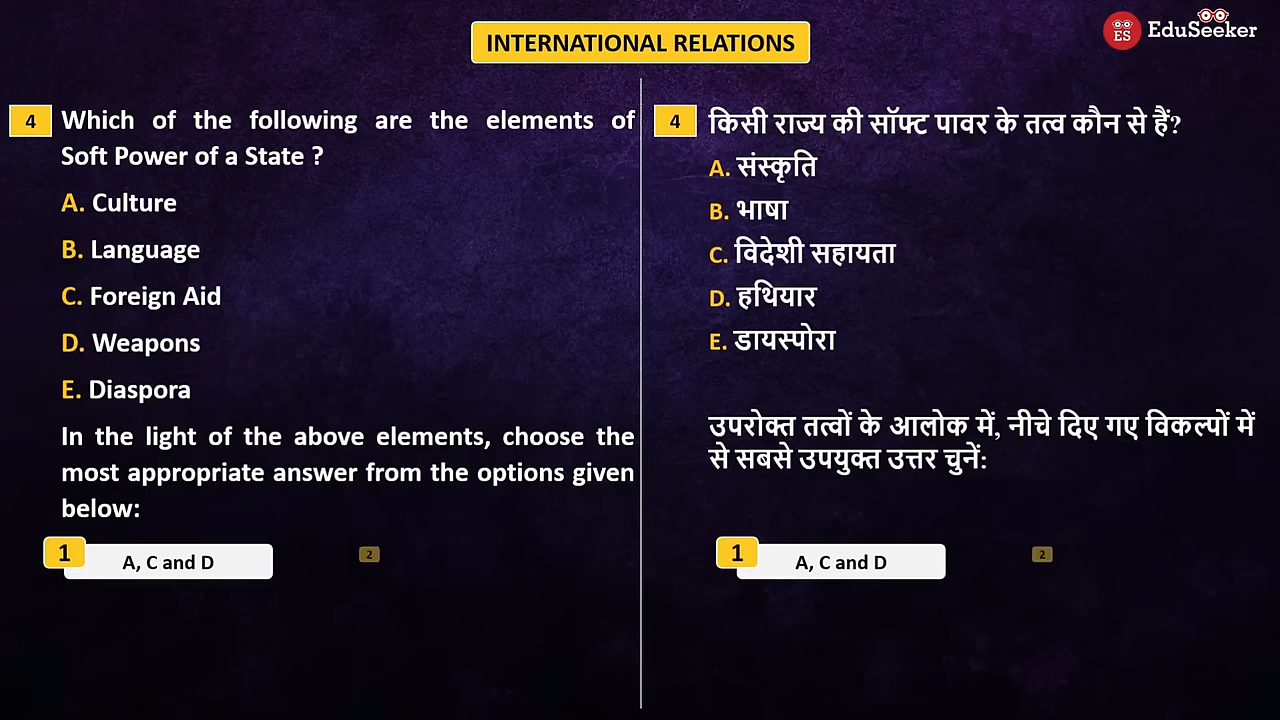 INTERNATIONAL RELATIONS
ES EduSeeker
4 Which of the following are the elements of
Soft Power of a State ?
A. Culture
B. Language
C. Foreign Aid
D. Weapons
E. Diaspora
In the light of the above elements, choose the
most appropriate answer from the options given
below:
1 A, C and D
2
4 किसी राज्य की सॉफ्ट पावर के तत्व कौन से हैं?
A. संस्कृति
B. भाषा
C. विदेशी सहायता
D. हथियार
E. डायस्पोरा
उपरोक्त तत्वों के आलोक में, नीचे दिए गए विकल्पों में
से सबसे उपयुक्त उत्तर चुनें:
1 A, C and D
2